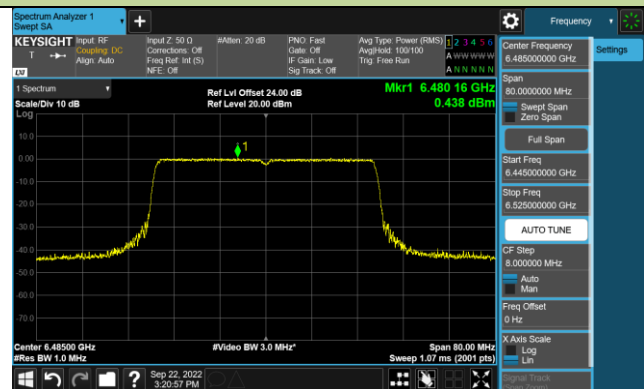 Spectrum Analyzer 1
Swept SA
Frequency
KEYSIGHT
Input: RF
Coupling: DC
Align: Auto
Input Z: 50 Ω
Corrections: Off
Freq Ref: Int (S)
NFE: Off
#Atten: 20 dB
PNO: Fast
Gate: Off
IF Gain: Low
Sig Track: Off
Avg Type: Power (RMS)
Avg|Hold: 100/100
Trig: Free Run
1 2 3 4 5 6
A W W W W W
A N N N N N
T
LXI
1 Spectrum
Scale/Div 10 dB
Log
Ref Lvl Offset 24.00 dB
Ref Level 20.00 dBm
Mkr1 6.480 16 GHz
0.438 dBm
1
10.0
0.00
-10.0
-20.0
-30.0
-40.0
-50.0
-60.0
-70.0
Center 6.48500 GHz
#Res BW 1.0 MHz
#Video BW 3.0 MHz*
Span 80.00 MHz
Sweep 1.07 ms (2001 pts)
Sep 22, 2022
3:20:57 PM
Center Frequency
6.485000000 GHz
Span
80.0000000 MHz
Swept Span
Zero Span
Full Span
Start Freq
6.445000000 GHz
Stop Freq
6.525000000 GHz
AUTO TUNE
CF Step
8.000000 MHz
Auto
Man
Freq Offset
0 Hz
X Axis Scale
Log
Lin
Signal Track
(Span Zoom)
Settings